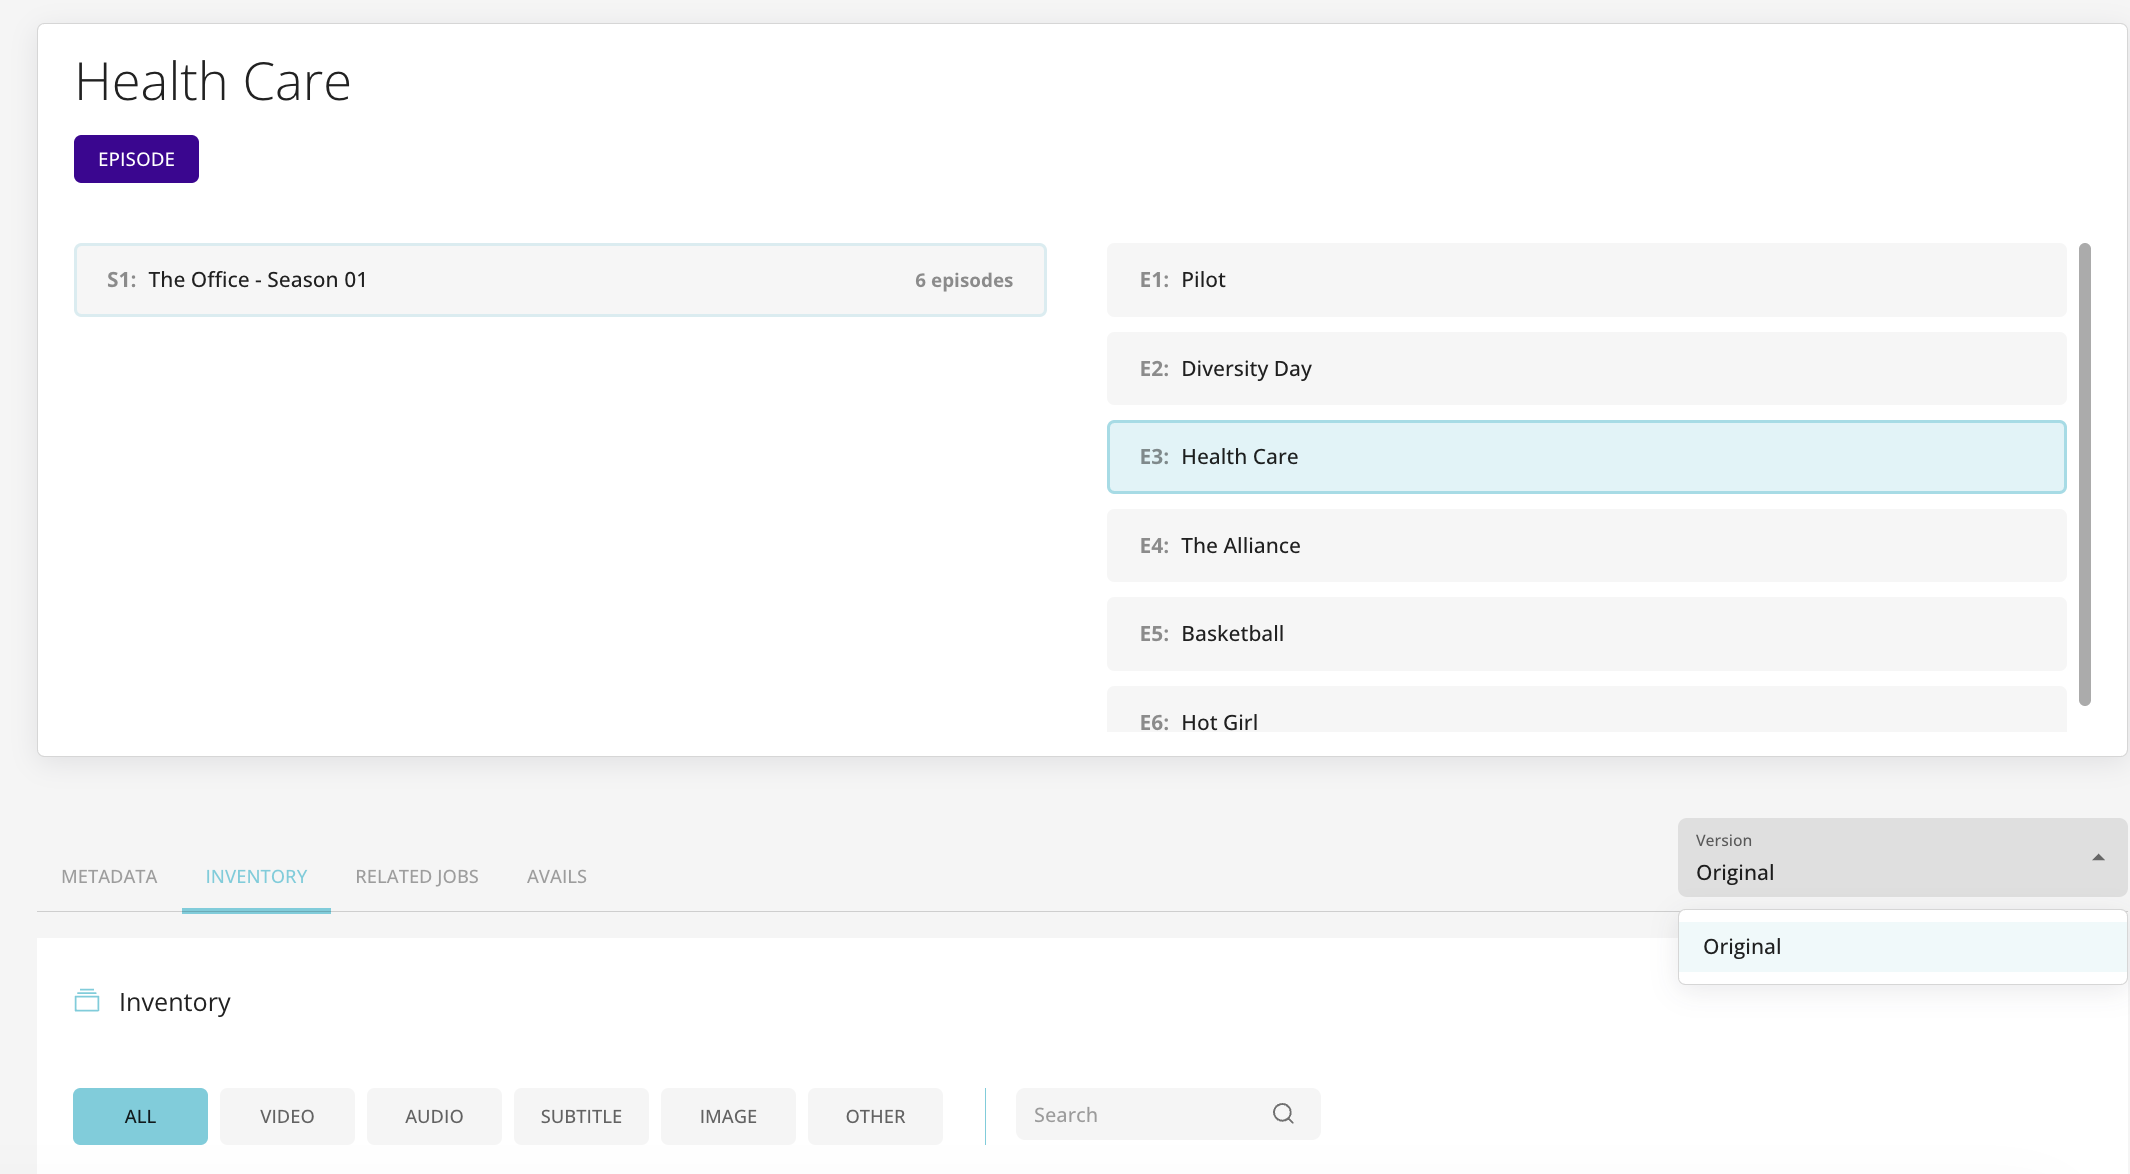 Health Care
EPISODE
S1: The Office - Season 01 6 episodes
E1: Pilot
E2: Diversity Day
E3: Health Care
E4: The Alliance
E5: Basketball
E6: Hot Girl
METADATA INVENTORY RELATED JOBS AVAILS
Version
Original
Original
Inventory
ALL VIDEO AUDIO SUBTITLE IMAGE OTHER Search